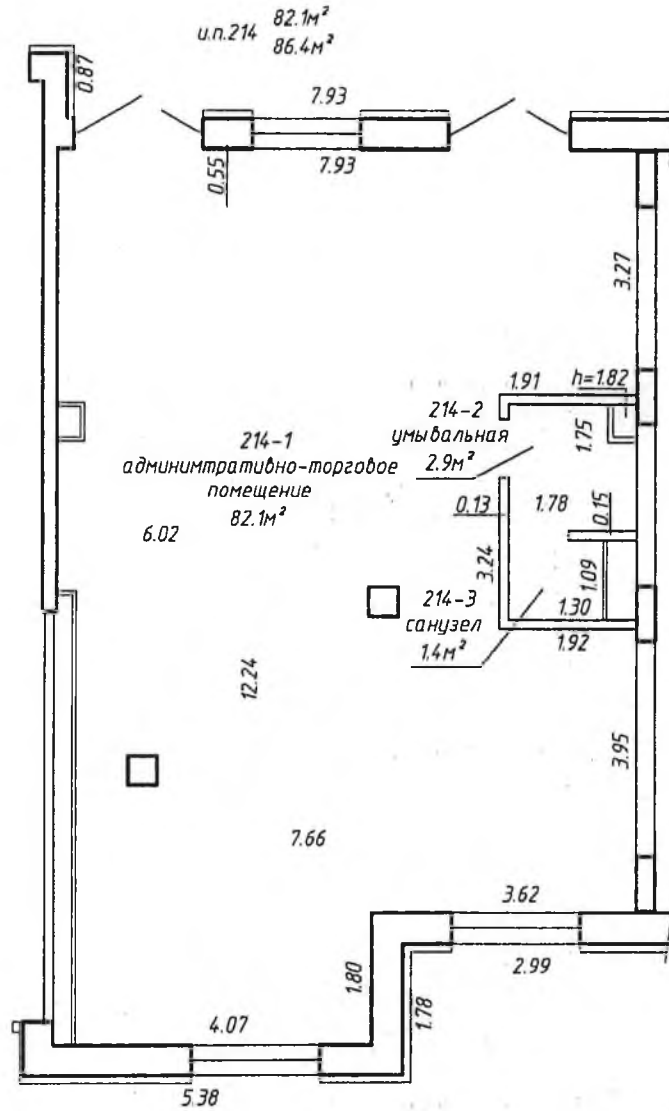 и.п.214 82.1м²
86.4м²
0.87
7.93
7.93
0.55
3.27
1.91
h=1.82
214-2
умывальная
2.9м²
1.75
214-1
админимтративно-торговое
помещение
82.1м²
6.02
0.13
1.78
0.15
3.24
1.09
214-3
санузел
1.4м²
1.30
1.92
12.24
3.95
7.66
3.62
2.99
1.80
1.78
4.07
5.38